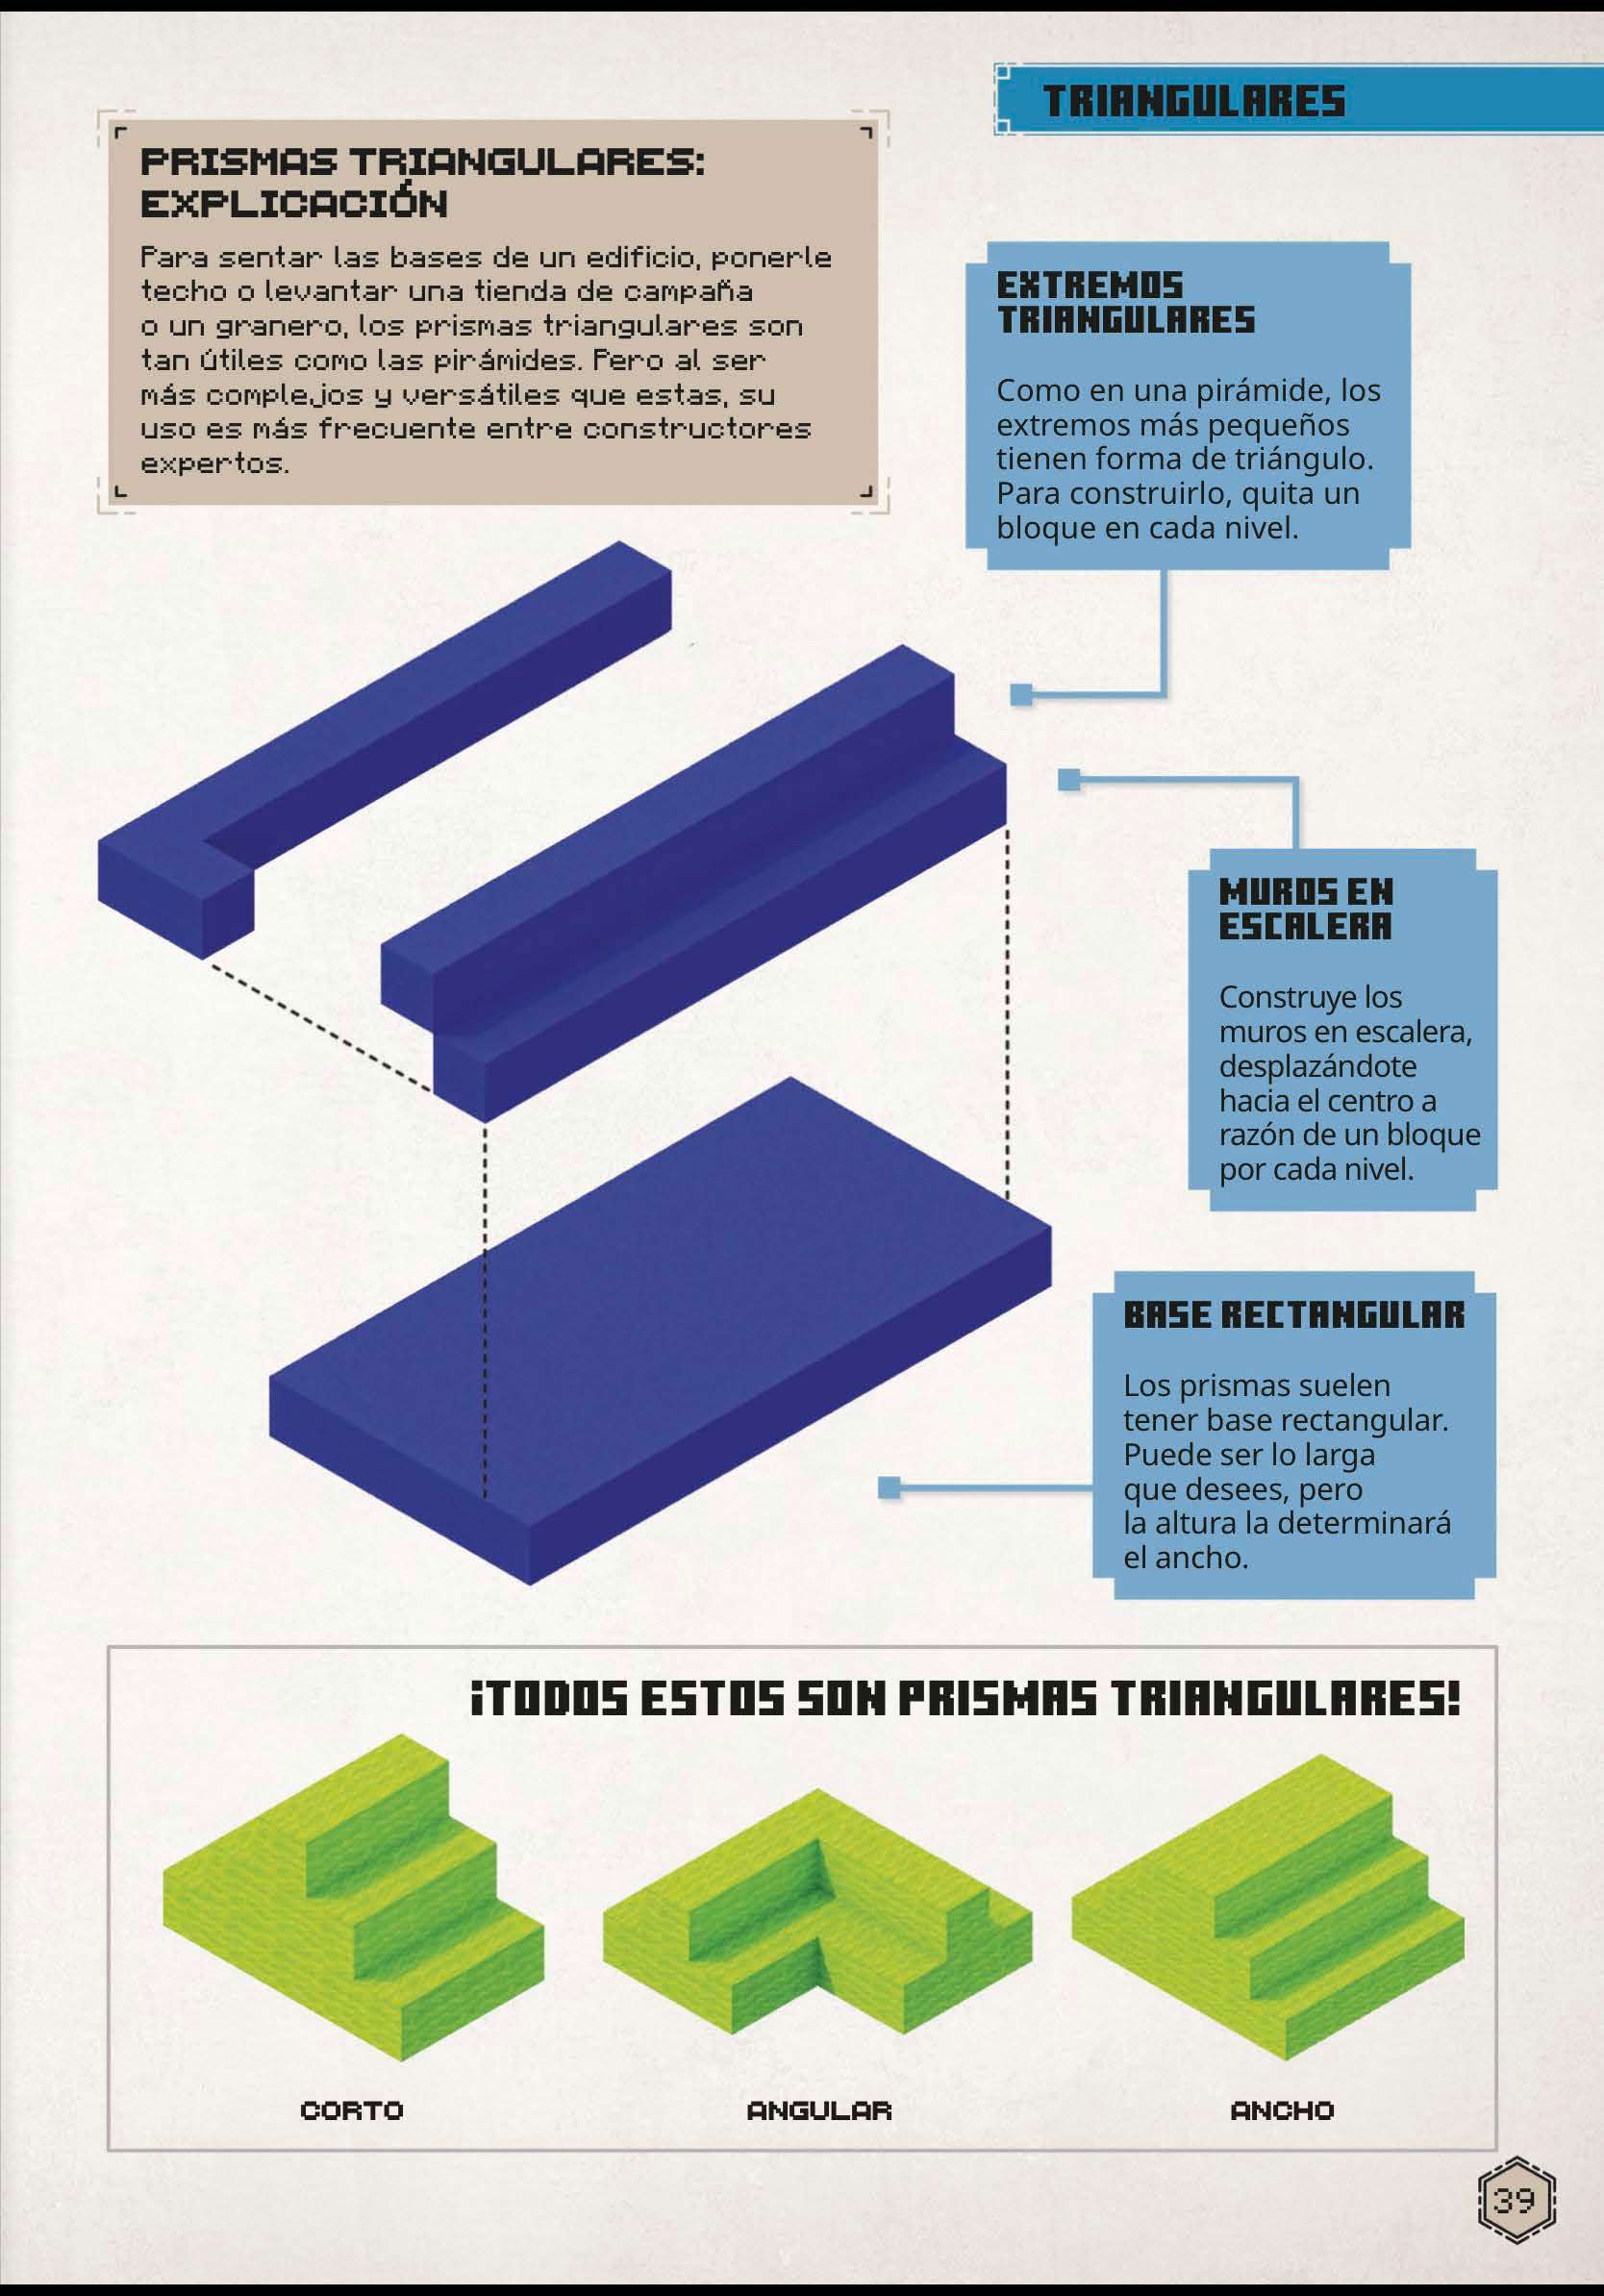 TRIANGULARES
PRISMAS TRIANGULARES:
EXPLICACIÓN
Para sentar las bases de un edificio, ponerle
techo o levantar una tienda de campaña
o un granero, los prismas triangulares son
tan útiles como las pirámides. Pero al ser
más complejos y versátiles que estas, su
uso es más frecuente entre constructores
expertos.
EXTREMOS
TRIANGULARES
Como en una pirámide, los
extremos más pequeños
tienen forma de triángulo.
Para construirlo, quita un
bloque en cada nivel.
MUROS EN
ESCALERA
Construye los
muros en escalera,
desplazándote
hacia el centro a
razón de un bloque
por cada nivel.
BASE RECTANGULAR
Los prismas suelen
tener base rectangular.
Puede ser lo larga
que desees, pero
la altura la determinará
el ancho.
¡TODOS ESTOS SON PRISMAS TRIANGULARES!
CORTO
ANGULAR
ANCHO
39